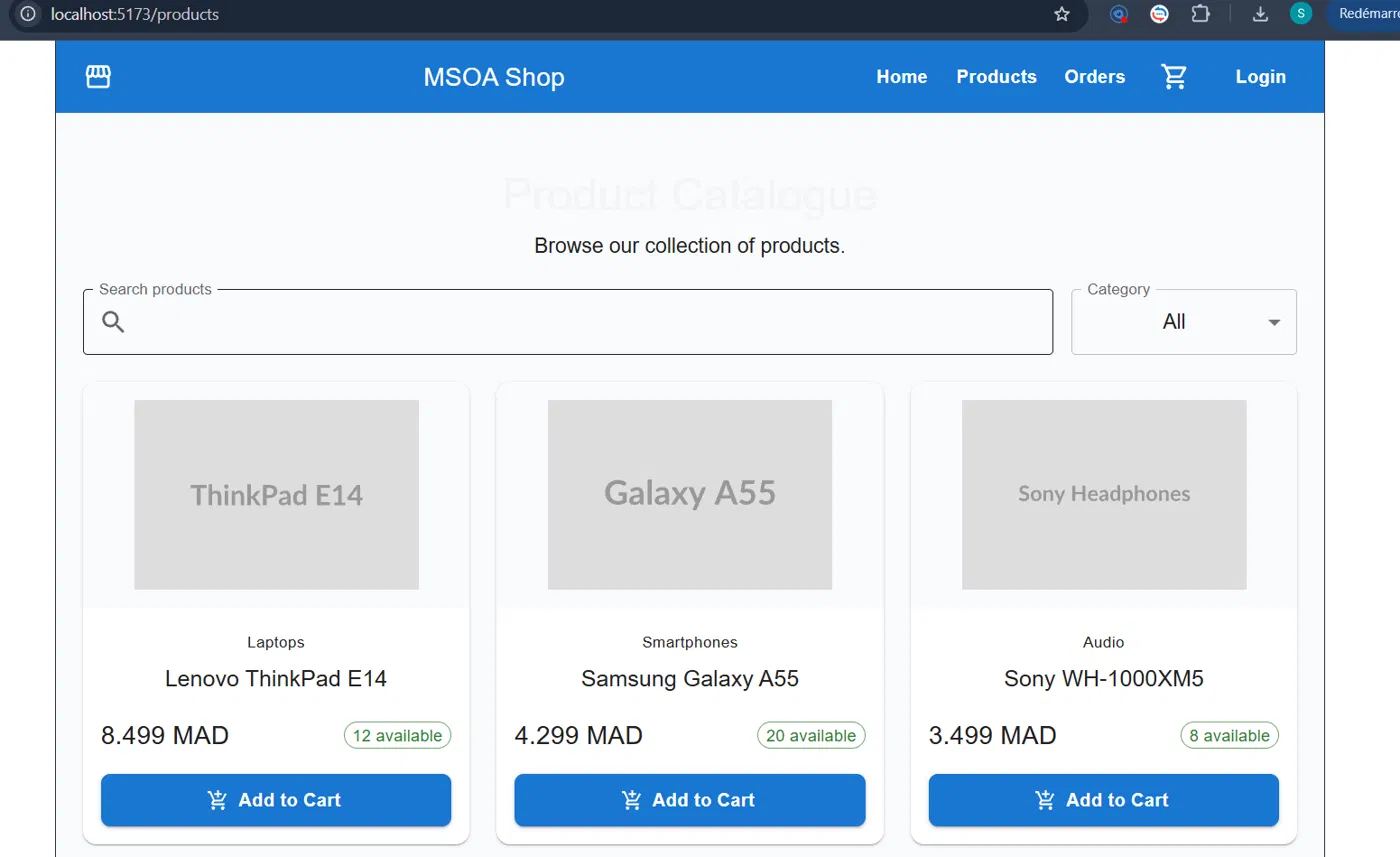 localhost:5173/products
S
Redémarre
MSOA Shop
Home Products Orders Login
Product Catalogue
Browse our collection of products.
Search products
Category
All
ThinkPad E14
Galaxy A55
Sony Headphones
Laptops
Lenovo ThinkPad E14
8.499 MAD
12 available
Add to Cart
Smartphones
Samsung Galaxy A55
4.299 MAD
20 available
Add to Cart
Audio
Sony WH-1000XM5
3.499 MAD
8 available
Add to Cart